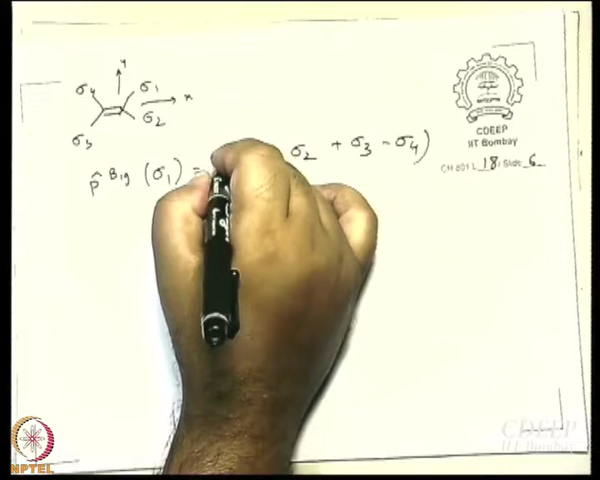 y
σ4 σ1
x
σ2
σ3
P̂ B1g (σ1) = σ2 + σ3 - σ4)
CDEEP
IIT Bombay
CH 801 L 18 / Slide 6
CDEEP
IIT Bombay
NPTEL